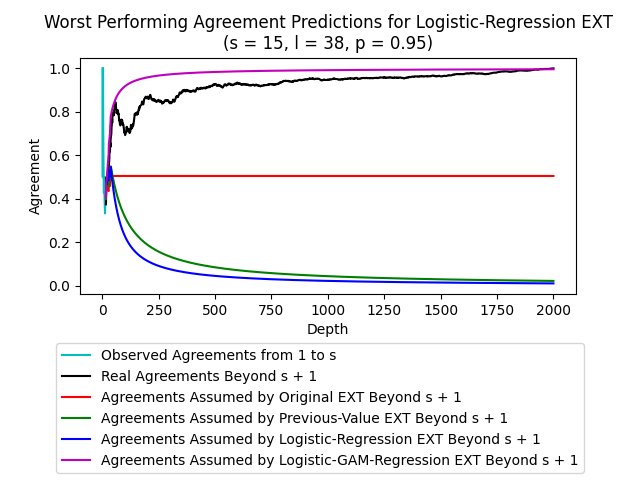 Worst Performing Agreement Predictions for Logistic-Regression EXT
(s = 15, l = 38, p = 0.95)
1.0
0.8
0.6
0.4
0.2
0.0
Agreement
0 250 500 750 1000 1250 1500 1750 2000
Depth
Observed Agreements from 1 to s
Real Agreements Beyond s + 1
Agreements Assumed by Original EXT Beyond s + 1
Agreements Assumed by Previous-Value EXT Beyond s + 1
Agreements Assumed by Logistic-Regression EXT Beyond s + 1
Agreements Assumed by Logistic-GAM-Regression EXT Beyond s + 1